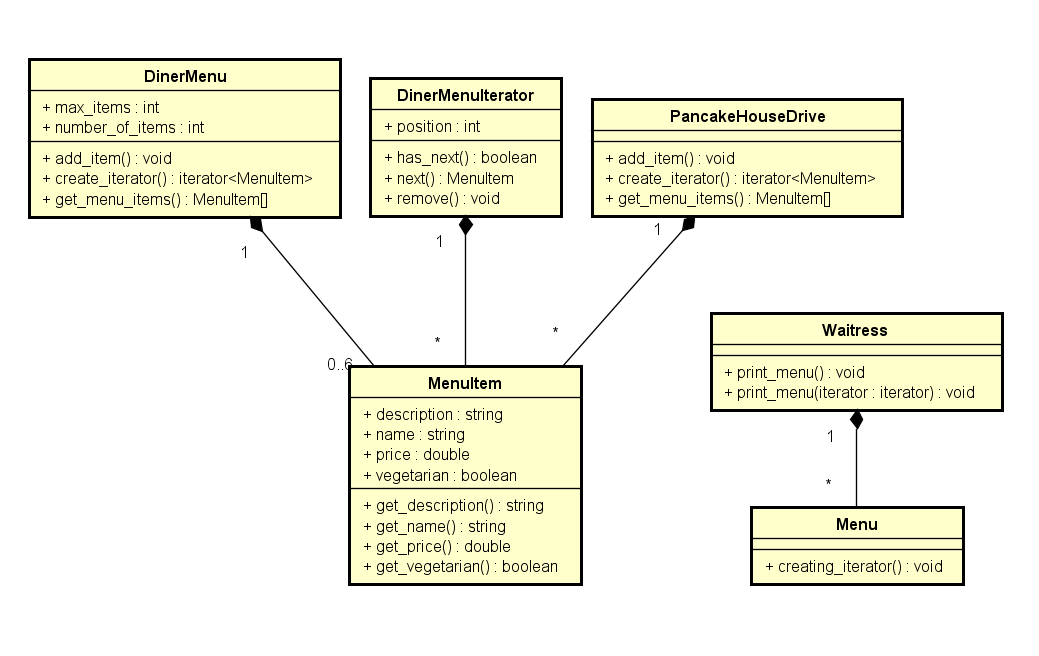 DinerMenu
+ max_items : int
+ number_of_items : int
+ add_item() : void
+ create_iterator() : iterator<MenuItem>
+ get_menu_items() : MenuItem[]
DinerMenuIterator
+ position : int
+ has_next() : boolean
+ next() : MenuItem
+ remove() : void
PancakeHouseDrive
+ add_item() : void
+ create_iterator() : iterator<MenuItem>
+ get_menu_items() : MenuItem[]
1
1
1
0..6
*
*
MenuItem
+ description : string
+ name : string
+ price : double
+ vegetarian : boolean
+ get_description() : string
+ get_name() : string
+ get_price() : double
+ get_vegetarian() : boolean
Waitress
+ print_menu() : void
+ print_menu(iterator : iterator) : void
1
*
Menu
+ creating_iterator() : void